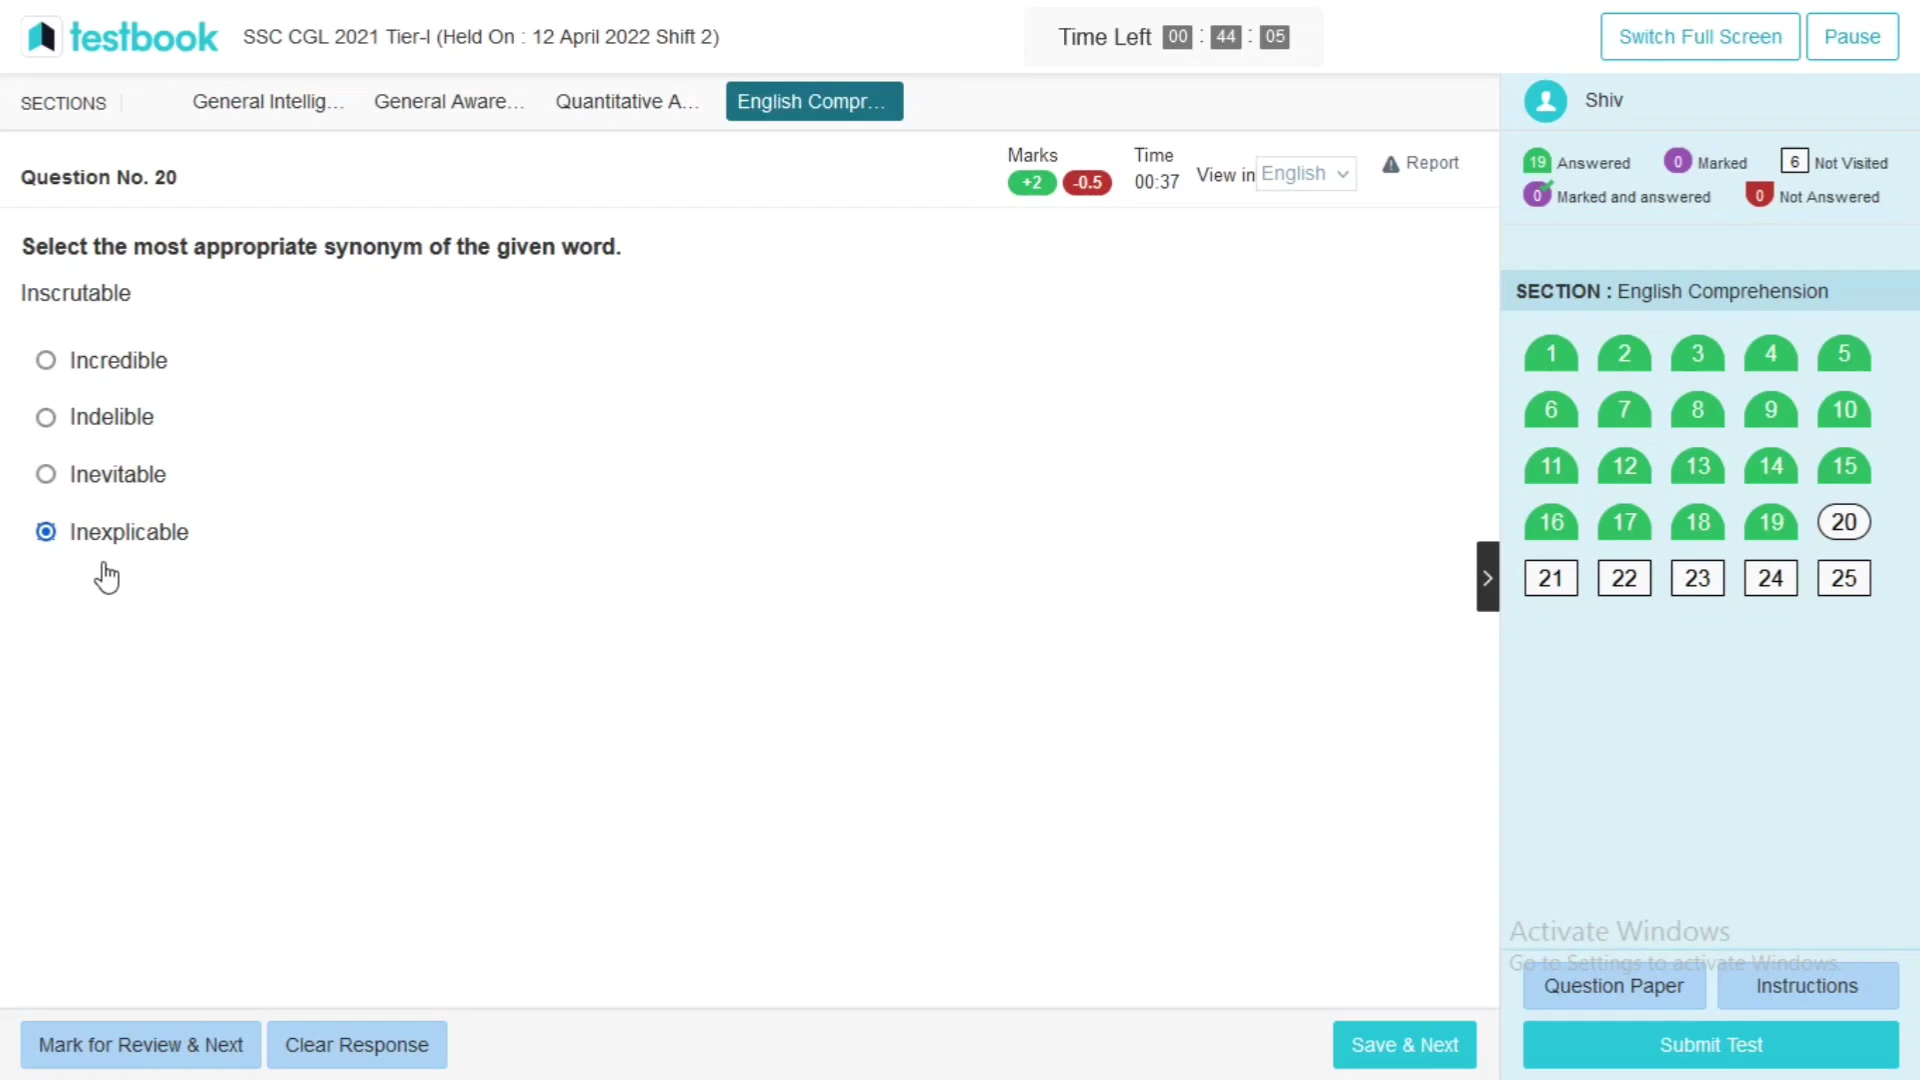 testbook SSC CGL 2021 Tier-I (Held On : 12 April 2022 Shift 2) Time Left 00 : 44 : 05 Switch Full Screen Pause
SECTIONS General Intellig... General Aware... Quantitative A... English Compr... Shiv
Question No. 20
Marks
+2 -0.5
Time
00:37
View in English
Report
19 Answered 0 Marked 6 Not Visited
0 Marked and answered 0 Not Answered
Select the most appropriate synonym of the given word.
Inscrutable
Incredible
Indelible
Inevitable
Inexplicable
SECTION : English Comprehension
1 2 3 4 5
6 7 8 9 10
11 12 13 14 15
16 17 18 19 20
21 22 23 24 25
>
Activate Windows
Go to Settings to activate Windows.
Question Paper Instructions
Mark for Review & Next Clear Response Save & Next Submit Test